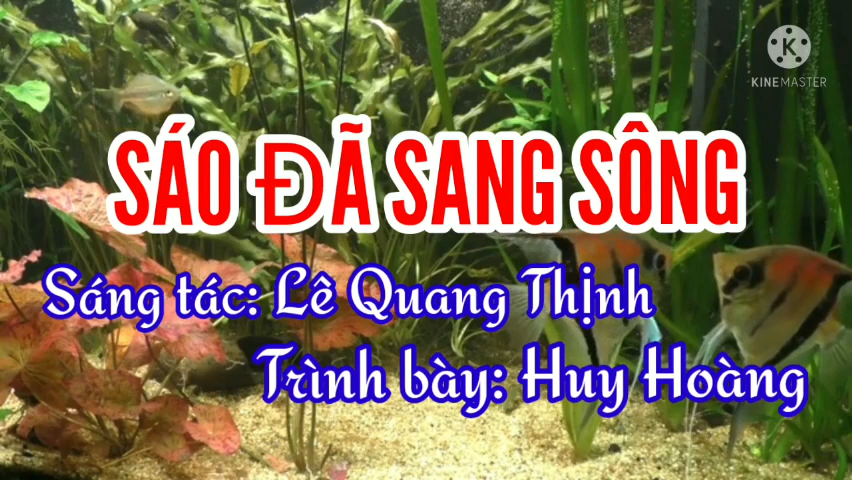 KINEMASTER
SÁO ĐÃ SANG SÔNG
Sáng tác: Lê Quang Thịnh
Trình bày: Huy Hoàng